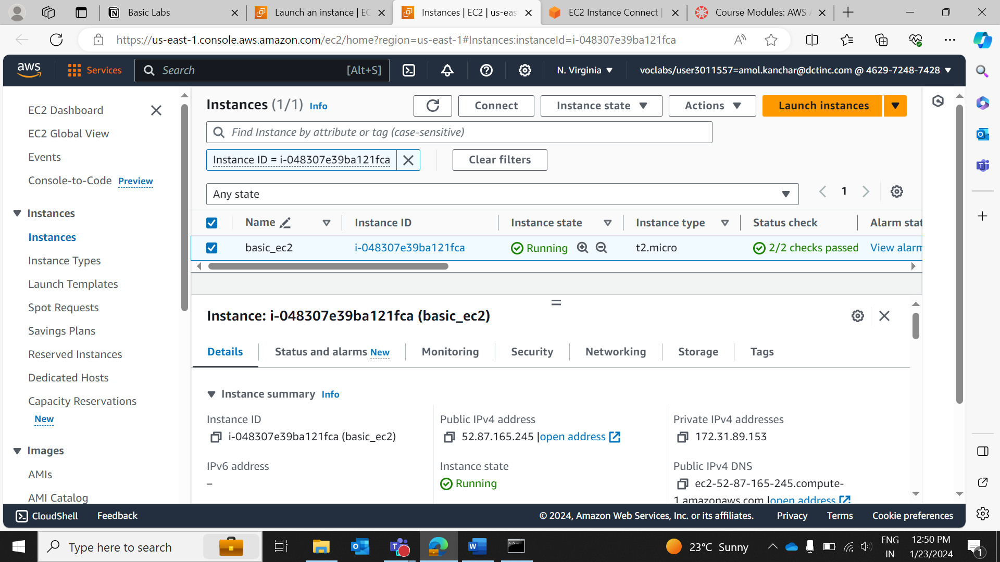 Basic Labs
Launch an instance | EC
Instances | EC2 | us-eas
EC2 Instance Connect |
Course Modules: AWS A
https://us-east-1.console.aws.amazon.com/ec2/home?region=us-east-1#Instances:instanceId=i-048307e39ba121fca
aws
Services
Search
[Alt+S]
N. Virginia
voclabs/user3011557=amol.kanchar@dctinc.com @ 4629-7248-7428
EC2 Dashboard
EC2 Global View
Events
Console-to-Code Preview
Instances
Instances
Instance Types
Launch Templates
Spot Requests
Savings Plans
Reserved Instances
Dedicated Hosts
Capacity Reservations
New
Images
AMIs
AMI Catalog
Instances (1/1) Info
Connect
Instance state
Actions
Launch instances
Find Instance by attribute or tag (case-sensitive)
Instance ID = i-048307e39ba121fca
Clear filters
Any state
1
Name
Instance ID
Instance state
Instance type
Status check
Alarm stat
basic_ec2
i-048307e39ba121fca
Running
t2.micro
2/2 checks passed
View alarm
Instance: i-048307e39ba121fca (basic_ec2)
Details
Status and alarms New
Monitoring
Security
Networking
Storage
Tags
Instance summary Info
Instance ID
i-048307e39ba121fca (basic_ec2)
Public IPv4 address
52.87.165.245 |open address
Private IPv4 addresses
172.31.89.153
IPv6 address
–
Instance state
Running
Public IPv4 DNS
ec2-52-87-165-245.compute-
1.amazonaws.com |open address
CloudShell
Feedback
© 2024, Amazon Web Services, Inc. or its affiliates.
Privacy
Terms
Cookie preferences
Type here to search
23°C Sunny
ENG
IN
12:50 PM
1/23/2024
1